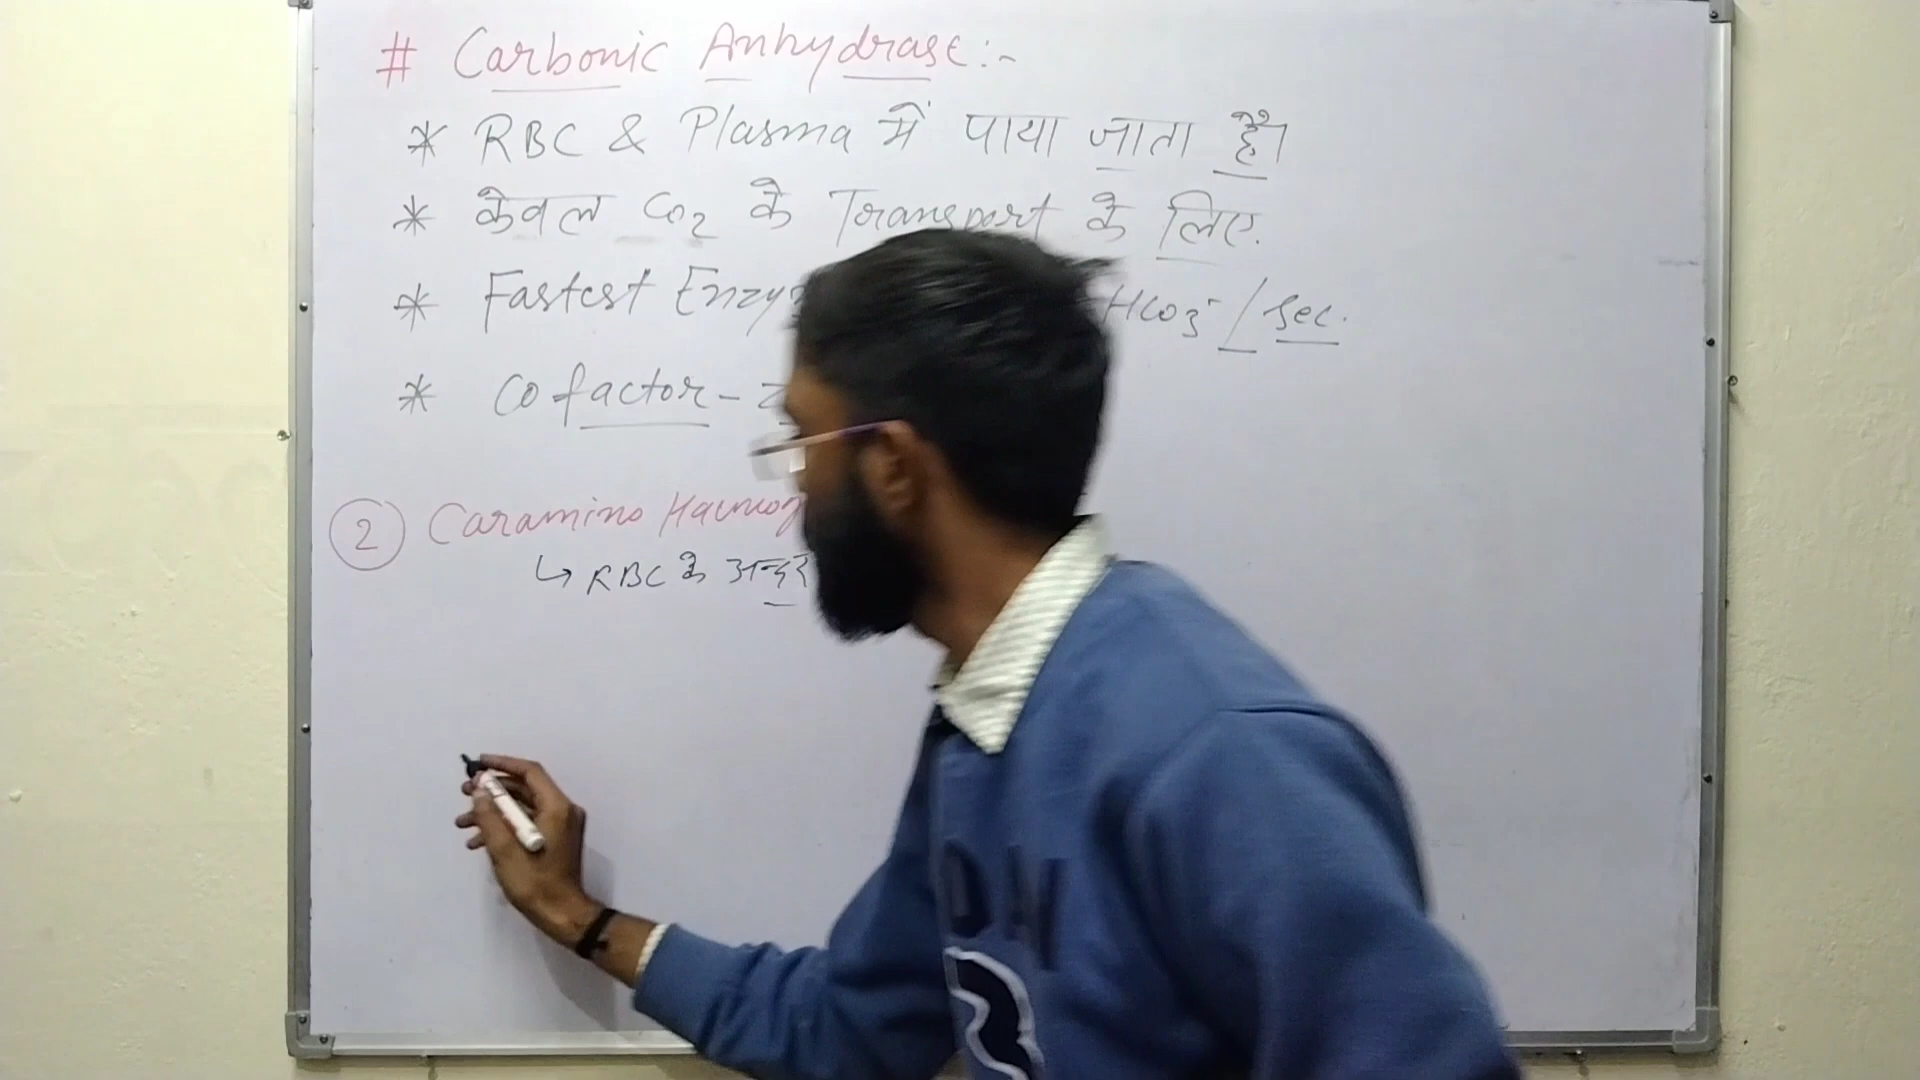 # Carbonic Anhydrase:-
* RBC & Plasma में पाया जाता है।
* केवल CO2 के Transport के लिए.
* Fastest Enzy HCO3-/sec.
* Cofactor-
2 Caramino Haemog
↳ RBC के अन्दर